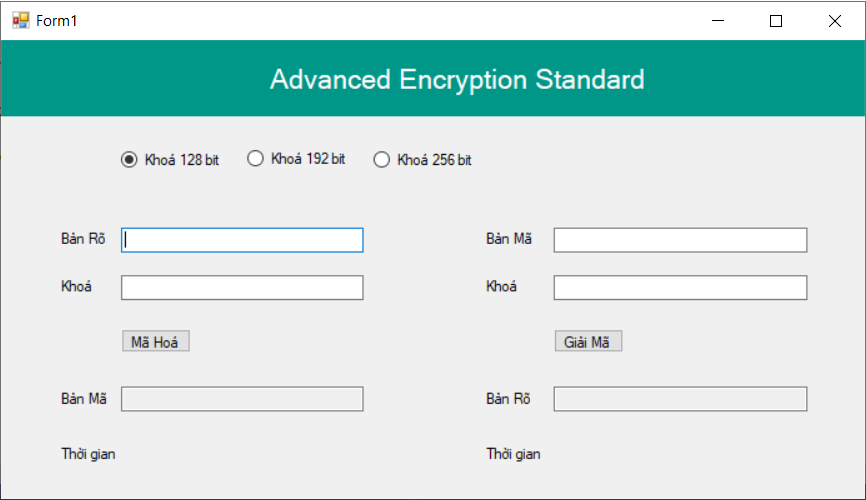 Form1
Advanced Encryption Standard
Khoá 128 bit Khoá 192 bit Khoá 256 bit
Bản Rõ Bản Mã
Khoá Khoá
Mã Hoá Giải Mã
Bản Mã Bản Rõ
Thời gian Thời gian